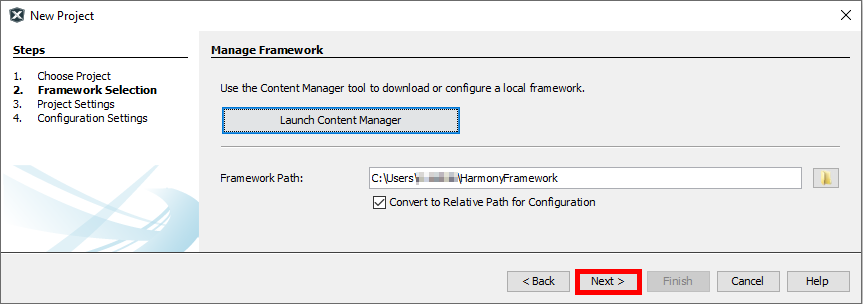 New Project
Steps
1. Choose Project
2. Framework Selection
3. Project Settings
4. Configuration Settings
Manage Framework
Use the Content Manager tool to download or configure a local framework.
Launch Content Manager
Framework Path: C:\Users\ \HarmonyFramework
Convert to Relative Path for Configuration
< Back Next > Finish Cancel Help